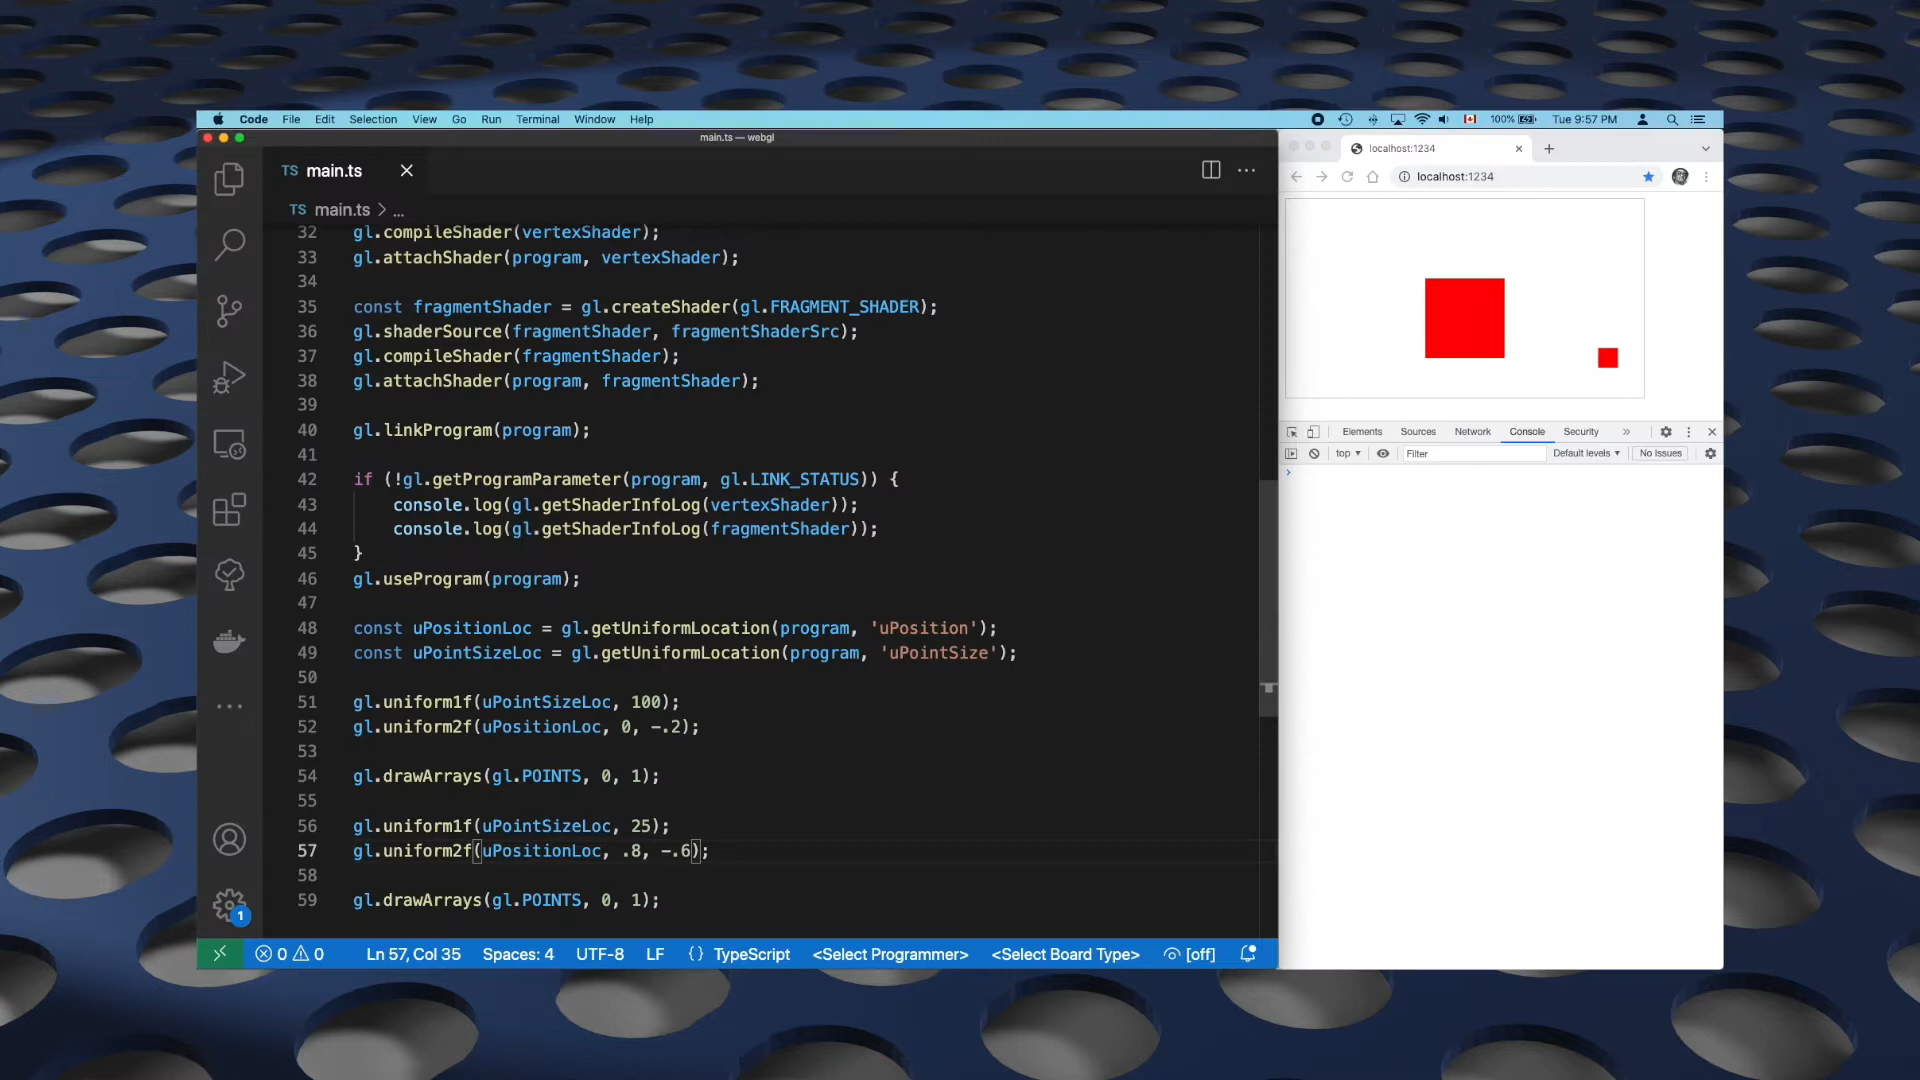 Code File Edit Selection View Go Run Terminal Window Help
100% Tue 9:57 PM
main.ts — webgl
TS main.ts
TS main.ts > ...
32 gl.compileShader(vertexShader);
33 gl.attachShader(program, vertexShader);
34
35 const fragmentShader = gl.createShader(gl.FRAGMENT_SHADER);
36 gl.shaderSource(fragmentShader, fragmentShaderSrc);
37 gl.compileShader(fragmentShader);
38 gl.attachShader(program, fragmentShader);
39
40 gl.linkProgram(program);
41
42 if (!gl.getProgramParameter(program, gl.LINK_STATUS)) {
43 console.log(gl.getShaderInfoLog(vertexShader));
44 console.log(gl.getShaderInfoLog(fragmentShader));
45 }
46 gl.useProgram(program);
47
48 const uPositionLoc = gl.getUniformLocation(program, 'uPosition');
49 const uPointSizeLoc = gl.getUniformLocation(program, 'uPointSize');
50
51 gl.uniform1f(uPointSizeLoc, 100);
52 gl.uniform2f(uPositionLoc, 0, -.2);
53
54 gl.drawArrays(gl.POINTS, 0, 1);
55
56 gl.uniform1f(uPointSizeLoc, 25);
57 gl.uniform2f(uPositionLoc, .8, -.6);
58
59 gl.drawArrays(gl.POINTS, 0, 1);
1
0 0 Ln 57, Col 35 Spaces: 4 UTF-8 LF {} TypeScript <Select Programmer> <Select Board Type> [off]
localhost:1234
localhost:1234
Elements Sources Network Console Security »
top Filter Default levels No Issues